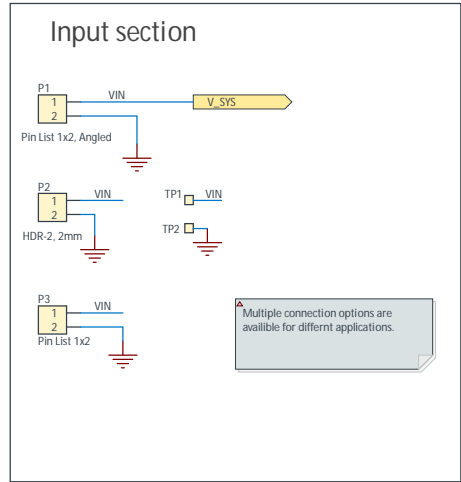 Input section
P1
1
2
VIN
V_SYS
Pin List 1x2, Angled
P2
1
2
VIN
HDR-2, 2mm
TP1
VIN
TP2
P3
1
2
VIN
Pin List 1x2
Multiple connection options are
availible for differnt applications.